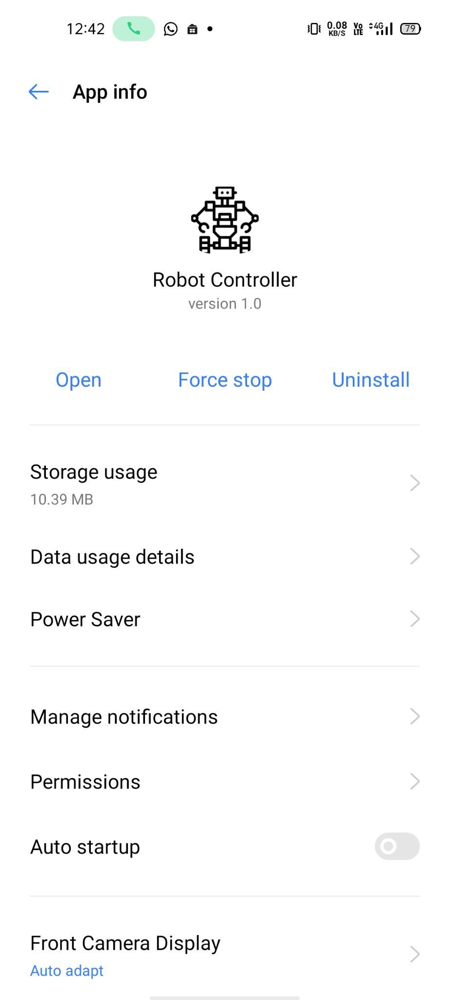 12:42 0.08 KB/S Vo LTE 4G 79
App info
Robot Controller
version 1.0
Open Force stop Uninstall
Storage usage
10.39 MB
Data usage details
Power Saver
Manage notifications
Permissions
Auto startup
Front Camera Display
Auto adapt